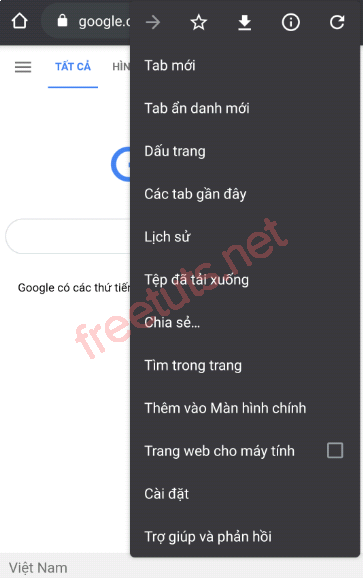 google.c
TẤT CẢ
HÌN
Tab mới
Tab ẩn danh mới
Dấu trang
Các tab gần đây
Lịch sử
Tệp đã tải xuống
Google có các thứ tiến
Chia sẻ...
Tìm trong trang
Thêm vào Màn hình chính
Trang web cho máy tính
Cài đặt
Trợ giúp và phản hồi
Việt Nam
freetuts.net